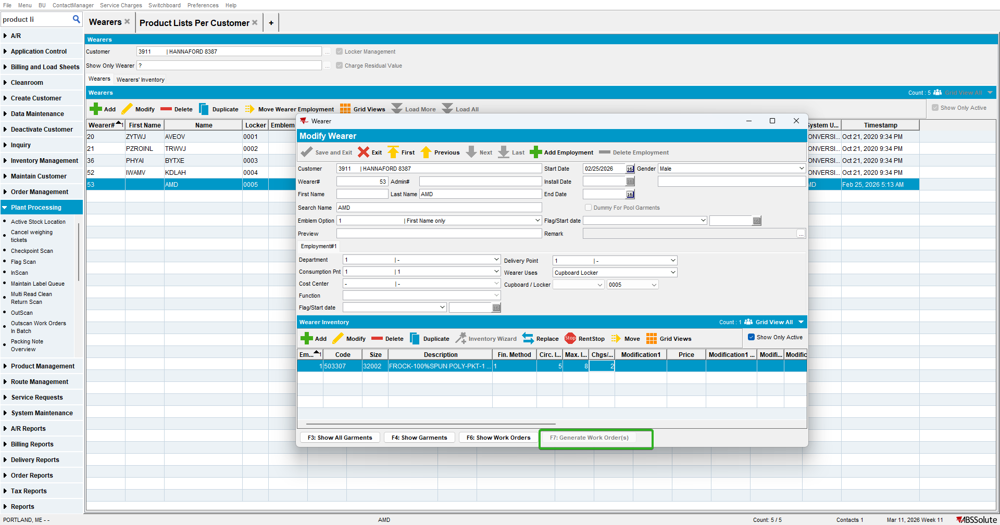 File Menu BU ContactManager Service Charges Switchboard Preferences Help
product li
Wearers Product Lists Per Customer +
A/R
Application Control
Billing and Load Sheets
Cleanroom
Create Customer
Data Maintenance
Deactivate Customer
Inquiry
Inventory Management
Maintain Customer
Order Management
Plant Processing
Active Stock Location
Cancel weighing
tickets
Checkpoint Scan
Flag Scan
InScan
Maintain Label Queue
Multi Read Clean
Return Scan
OutScan
Outscan Work Orders
In Batch
Packing Note
Overview
Product Management
Route Management
Service Requests
System Maintenance
A/R Reports
Billing Reports
Delivery Reports
Order Reports
Tax Reports
Reports
Wearers
Customer 3911 | HANNAFORD 8387 ... Locker Management
Show Only Wearer ? ... Charge Residual Value
Wearers Wearers' Inventory
Wearers Count : 5 Grid View All
Add Modify Delete Duplicate Move Wearer Employment Grid Views Load More Load All Show Only Active
Wearer# 1 First Name Name Locker Emblem System U... Timestamp
20 ZYTWJ AVEOV 0001 ONVERSI... Oct 21, 2020 9:34 PM
21 PZROINL TRWVJ 0002 ONVERSI... Oct 21, 2020 9:34 PM
36 PHYAI BYTXE 0003 ONVERSI... Oct 21, 2020 9:34 PM
52 IWAMV KDLAH 0004 ONVERSI... Oct 21, 2020 9:34 PM
53 AMD 0005 MD Feb 25, 2026 5:13 AM
Wearer
Modify Wearer
Save and Exit Exit First Previous Next Last Add Employment Delete Employment
Customer 3911 | HANNAFORD 8387 Start Date 02/25/2026 16 Gender Male
Wearer# 53 Admin# Install Date 16
First Name Last Name AMD End Date 16
Search Name AMD Dummy For Pool Garments
Emblem Option 1 | First Name only Flag/Start date 16
Preview Remark ...
Employment#1
Department 1 | - Delivery Point 1 | -
Consumption Pnt 1 | 1 Wearer Uses Cupboard Locker
Cost Center - | - Cupboard / Locker 0005
Function
Flag/Start date 16
Wearer Inventory Count : 1 Grid View All
Add Modify Delete Duplicate Inventory Wizard Replace Stop RentStop Move Grid Views Show Only Active
Em... 1 Code Size Description Fin. Method Circ. I... Max. I... Chgs/... Modification1 Price Modification1 ... Modifi... Modific
1 503307 32002 FROCK-100%SPUN POLY-PKT-1 ... 1 5 8 2
F3: Show All Garments F4: Show Garments F6: Show Work Orders F7: Generate Work Order(s)
PORTLAND, ME - - AMD Count: 5 / 5 Contacts 1 Mar 11, 2026 Week 11 ABSSolute